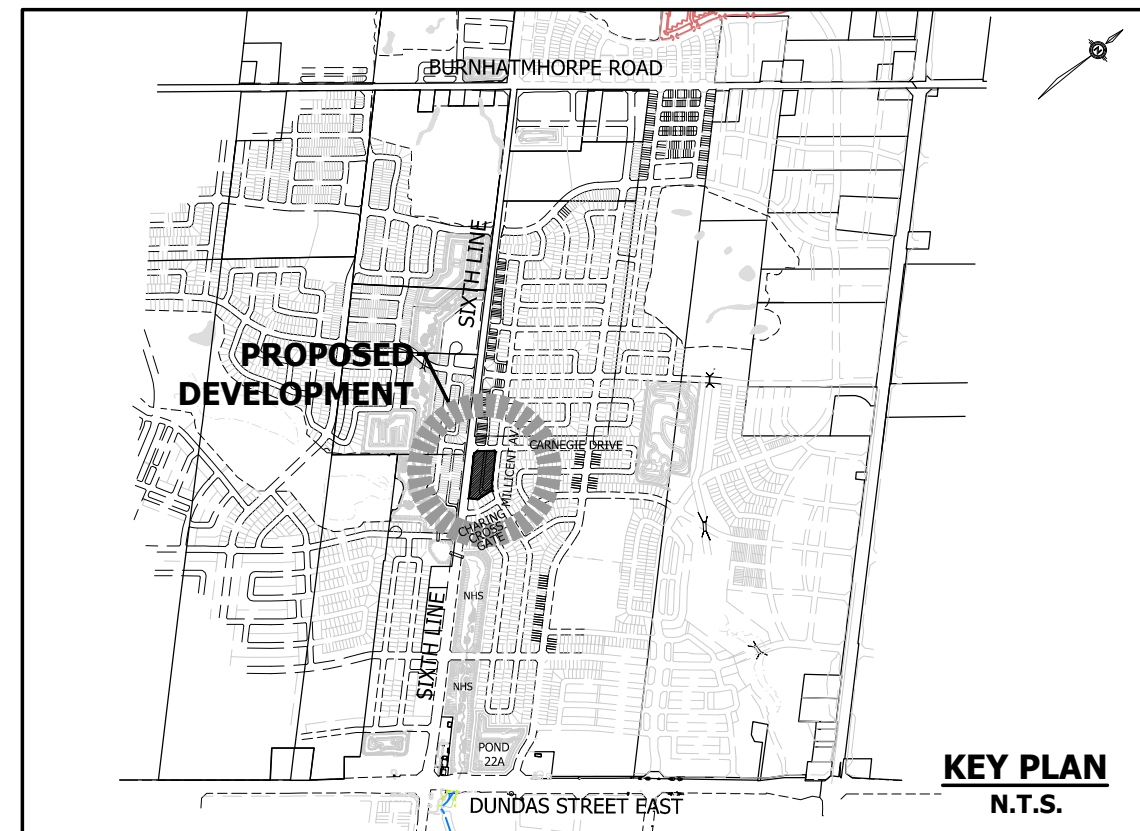 BURNHATMHORPE ROAD
N
SIXTH LINE
PROPOSED
DEVELOPMENT
MILLICENT AV.
CARNEGIE DRIVE
CHARING
CROSS
GATE
NHS
SIXTH LINE
NHS
POND
22A
KEY PLAN
N.T.S.
DUNDAS STREET EAST